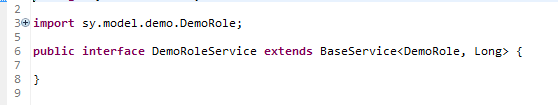 2
3 import sy.model.demo.DemoRole;
5
6 public interface DemoRoleService extends BaseService<DemoRole, Long> {
7
8 }
9